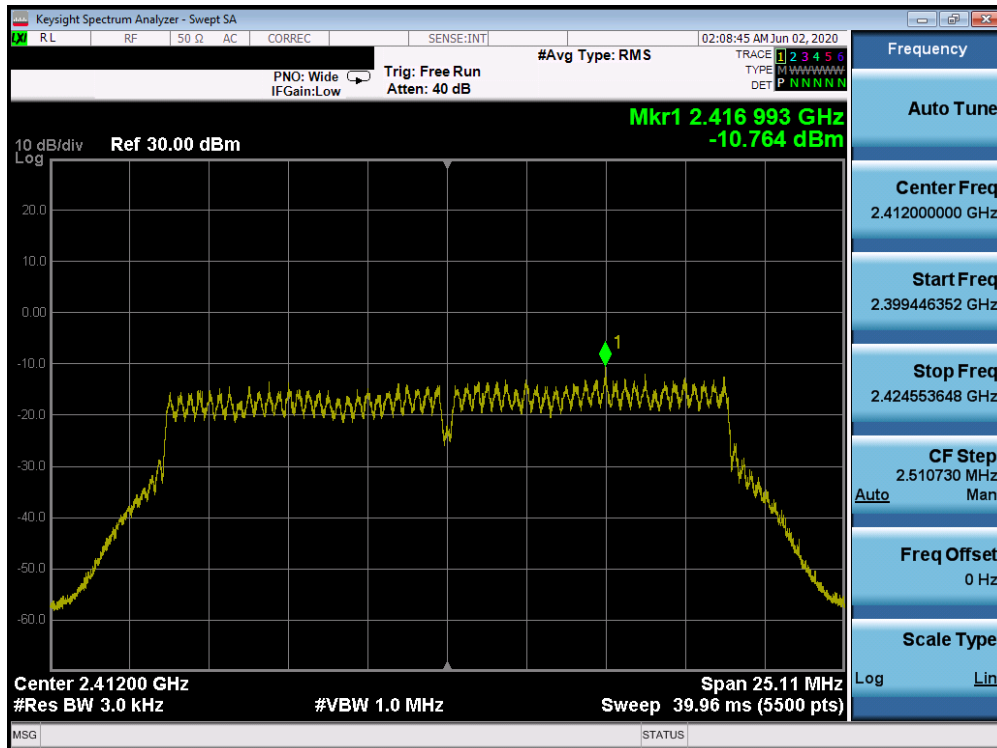 Keysight Spectrum Analyzer - Swept SA
LXI RL RF 50 Ω AC CORREC SENSE:INT 02:08:45 AM Jun 02, 2020
PNO: Wide
IFGain:Low
Trig: Free Run
Atten: 40 dB
#Avg Type: RMS
TRACE 1 2 3 4 5 6
TYPE M W W W W W
DET P N N N N N
Mkr1 2.416 993 GHz
-10.764 dBm
10 dB/div
Log
Ref 30.00 dBm
20.0
10.0
0.00
-10.0
-20.0
-30.0
-40.0
-50.0
-60.0
1
Center 2.41200 GHz
Span 25.11 MHz
#Res BW 3.0 kHz
#VBW 1.0 MHz
Sweep 39.96 ms (5500 pts)
MSG
STATUS
Frequency
Auto Tune
Center Freq
2.412000000 GHz
Start Freq
2.399446352 GHz
Stop Freq
2.424553648 GHz
CF Step
2.510730 MHz
Auto Man
Freq Offset
0 Hz
Scale Type
Log Lin